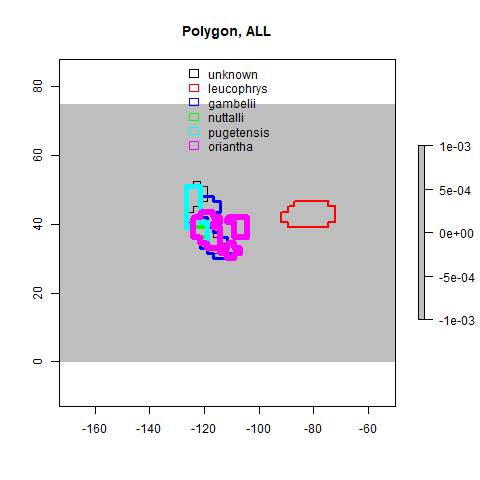 Polygon, ALL
unknown
leucophrys
gambelii
nuttalli
pugetensis
oriantha
80
60
40
20
0
-160
-140
-120
-100
-80
-60
1e-03
5e-04
0e+00
-5e-04
-1e-03